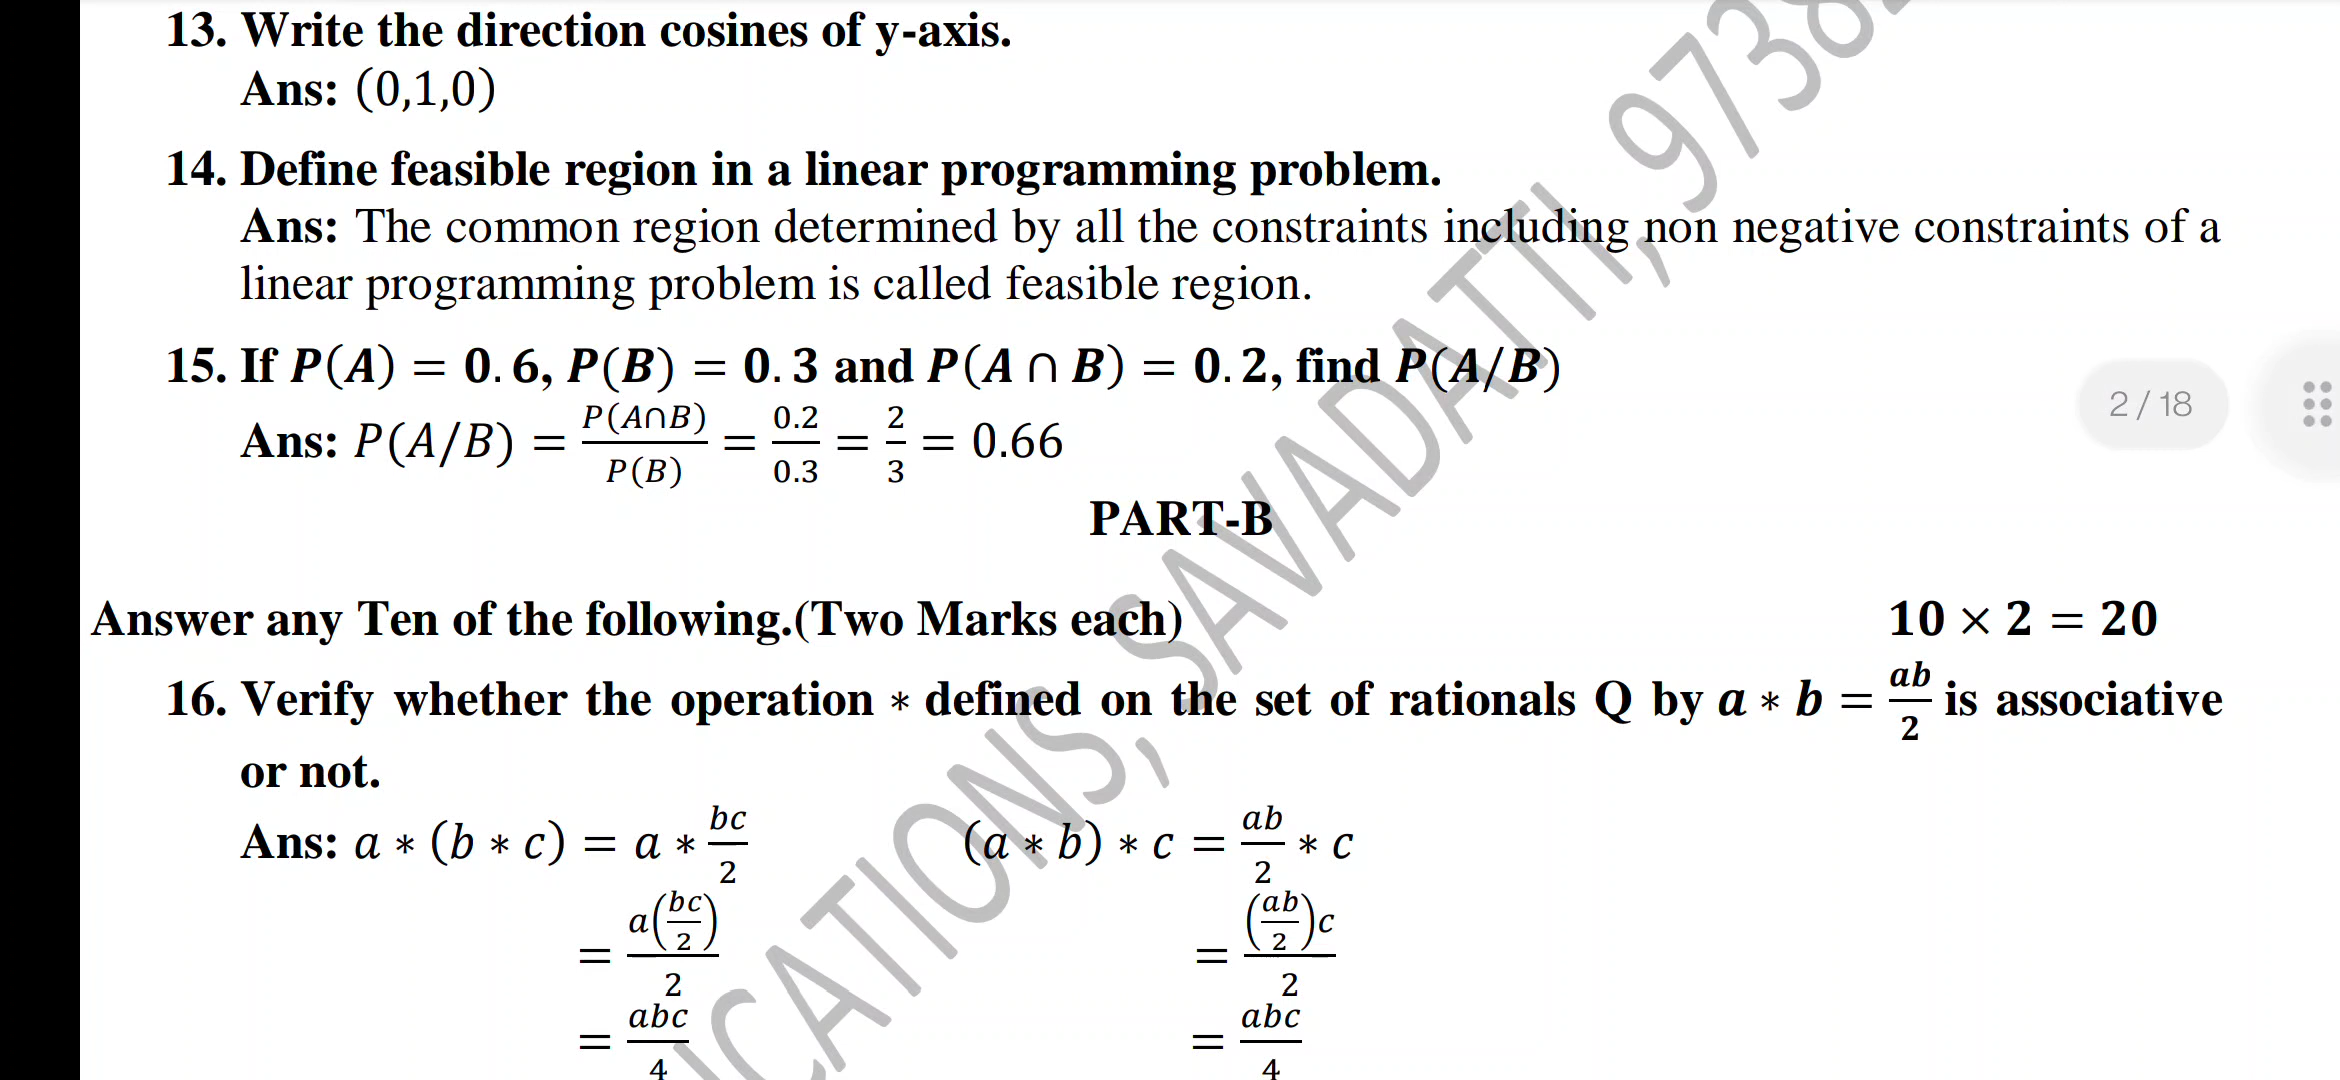 13. Write the direction cosines of y-axis.
Ans: (0,1,0)
14. Define feasible region in a linear programming problem.
Ans: The common region determined by all the constraints including non negative constraints of a
linear programming problem is called feasible region.
15. If P(A) = 0.6, P(B) = 0.3 and P(A ∩ B) = 0.2, find P(A/B)
Ans: P(A/B) = P(A∩B)/P(B) = 0.2/0.3 = 2/3 = 0.66
2 / 18
PART-B
Answer any Ten of the following.(Two Marks each) 10 × 2 = 20
16. Verify whether the operation ∗ defined on the set of rationals Q by a ∗ b = ab/2 is associative
or not.
Ans: a ∗ (b ∗ c) = a ∗ bc/2 (a ∗ b) ∗ c = ab/2 ∗ c
= a(bc/2)/2 = (ab/2)c/2
= abc/4 = abc/4
SAVADATTI,